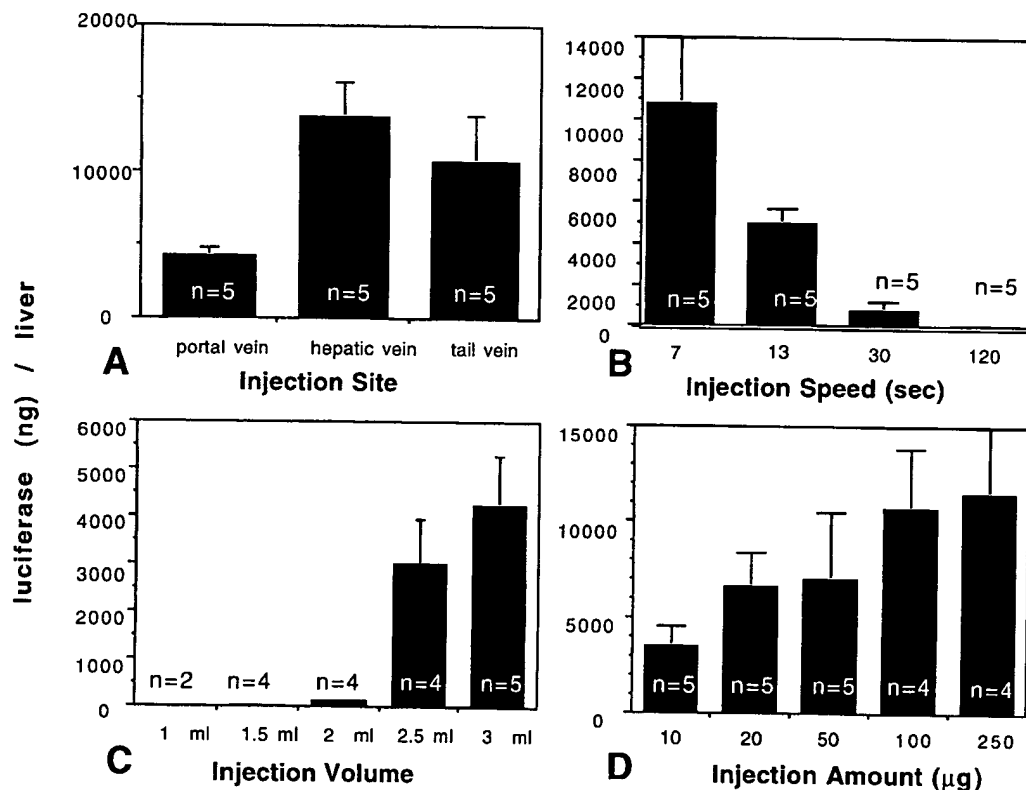 luciferase (ng) / liver
20000
10000
0
n=5 n=5 n=5
portal vein hepatic vein tail vein
A
Injection Site
14000
12000
10000
8000
6000
4000
2000
0
n=5 n=5 n=5 n=5
7 13 30 120
B
Injection Speed (sec)
6000
5000
4000
3000
2000
1000
0
n=2 n=4 n=4 n=4 n=5
1 ml 1.5 ml 2 ml 2.5 ml 3 ml
C
Injection Volume
15000
10000
5000
0
n=5 n=5 n=5 n=4 n=4
10 20 50 100 250
D
Injection Amount (µg)